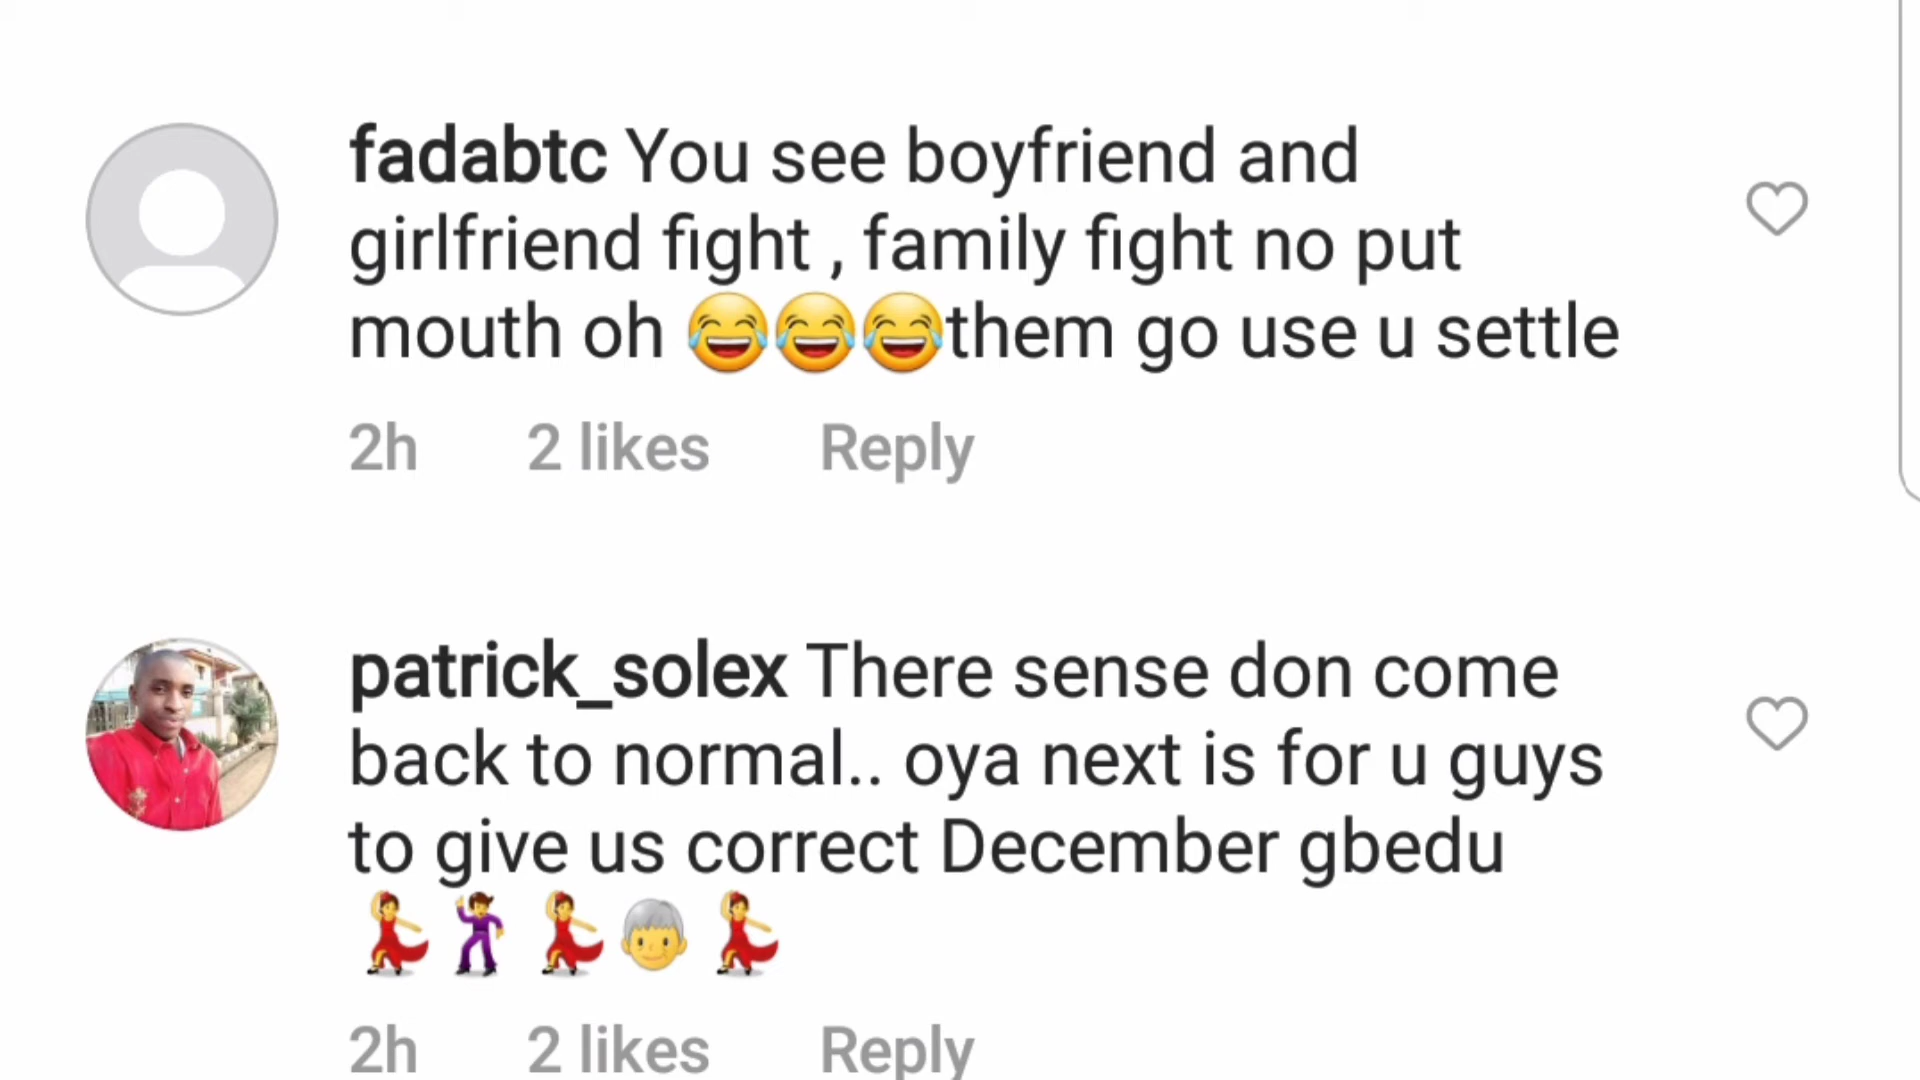 fadabtc You see boyfriend and
girlfriend fight , family fight no put
mouth oh 😂😂😂them go use u settle
2h 2 likes Reply
patrick_solex There sense don come
back to normal.. oya next is for u guys
to give us correct December gbedu
💃🕺💃🧓💃
2h 2 likes Reply